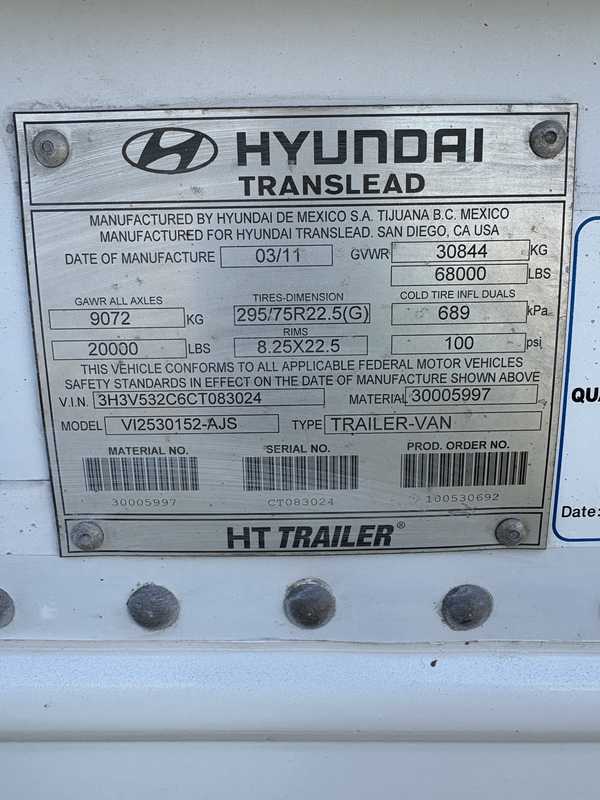 HYUNDAI
TRANSLEAD
MANUFACTURED BY HYUNDAI DE MEXICO S.A. TIJUANA B.C. MEXICO
MANUFACTURED FOR HYUNDAI TRANSLEAD. SAN DIEGO, CA USA
DATE OF MANUFACTURE 03/11 GVWR 30844 KG
68000 LBS
GAWR ALL AXLES TIRES-DIMENSION COLD TIRE INFL DUALS
9072 KG 295/75R22.5(G) 689 kPa
RIMS
20000 LBS 8.25X22.5 100 psi
THIS VEHICLE CONFORMS TO ALL APPLICABLE FEDERAL MOTOR VEHICLES
SAFETY STANDARDS IN EFFECT ON THE DATE OF MANUFACTURE SHOWN ABOVE
V.I.N. 3H3V532C6CT083024 MATERIAL 30005997
MODEL VI2530152-AJS TYPE TRAILER-VAN
MATERIAL NO. SERIAL NO. PROD. ORDER NO.
30005997 CT083024 100530692
HT TRAILER®
QU
Date: